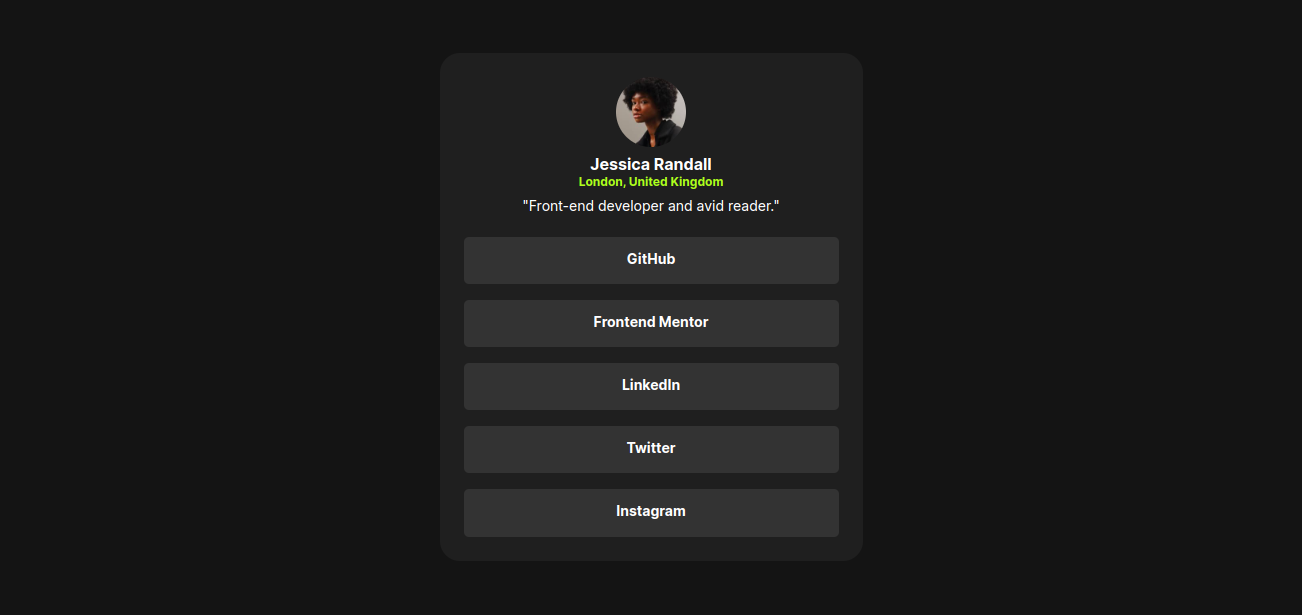 Jessica Randall
London, United Kingdom
"Front-end developer and avid reader."
GitHub
Frontend Mentor
LinkedIn
Twitter
Instagram